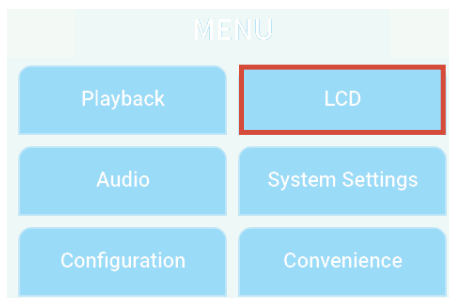 MENU
Playback
LCD
Audio
System Settings
Configuration
Convenience